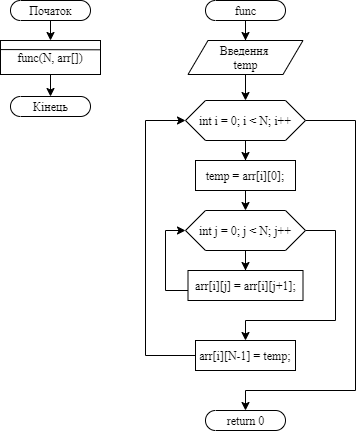 Початок
func(N, arr[])
Кінець
func
Введення
temp
int i = 0; i < N; i++
temp = arr[i][0];
int j = 0; j < N; j++
arr[i][j] = arr[i][j+1];
arr[i][N-1] = temp;
return 0